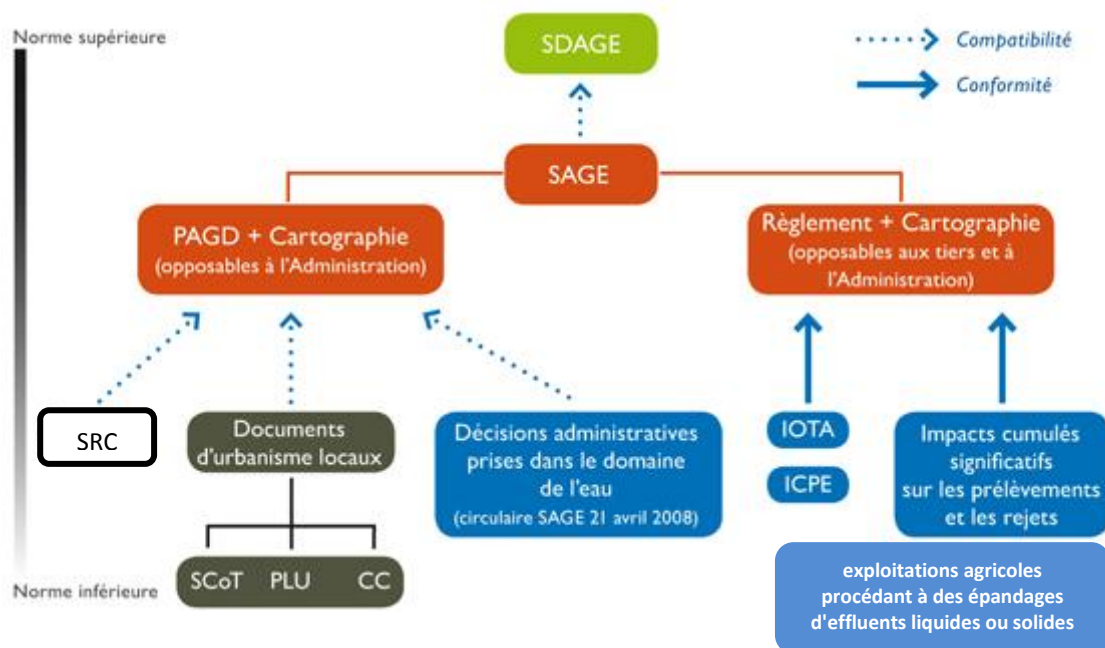 Norme supérieure
SDAGE
Compatibilité
Conformité
SAGE
PAGD + Cartographie
(opposables à l'Administration)
Règlement + Cartographie
(opposables aux tiers et à
l'Administration)
SRC
Documents
d'urbanisme locaux
Décisions administratives
prises dans le domaine
de l'eau
(circulaire SAGE 21 avril 2008)
IOTA
ICPE
Impacts cumulés
significatifs
sur les prélèvements
et les rejets
Norme inférieure
SCoT PLU CC
exploitations agricoles
procédant à des épandages
d'effluents liquides ou solides